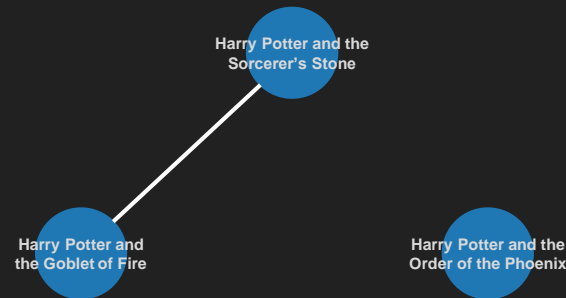 Harry Potter and the
Sorcerer’s Stone
Harry Potter and
the Goblet of Fire
Harry Potter and the
Order of the Phoenix